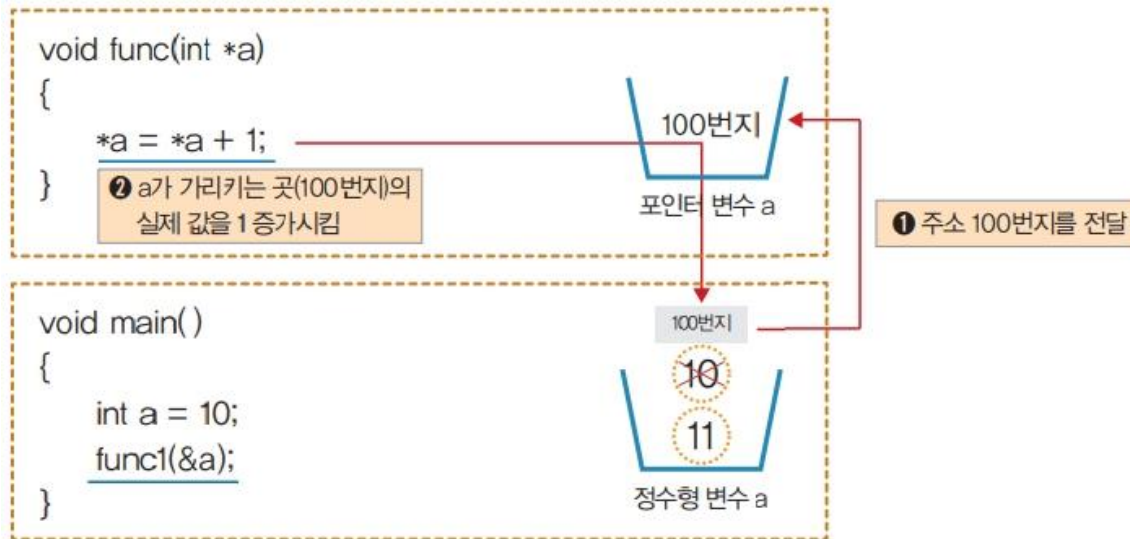 void func(int *a)
{
*a = *a + 1;
}
❷ a가 가리키는 곳(100번지)의
실제 값을 1 증가시킴
100번지
포인터 변수 a
❶ 주소 100번지를 전달
void main( )
{
int a = 10;
func1(&a);
}
100번지
10
11
정수형 변수 a